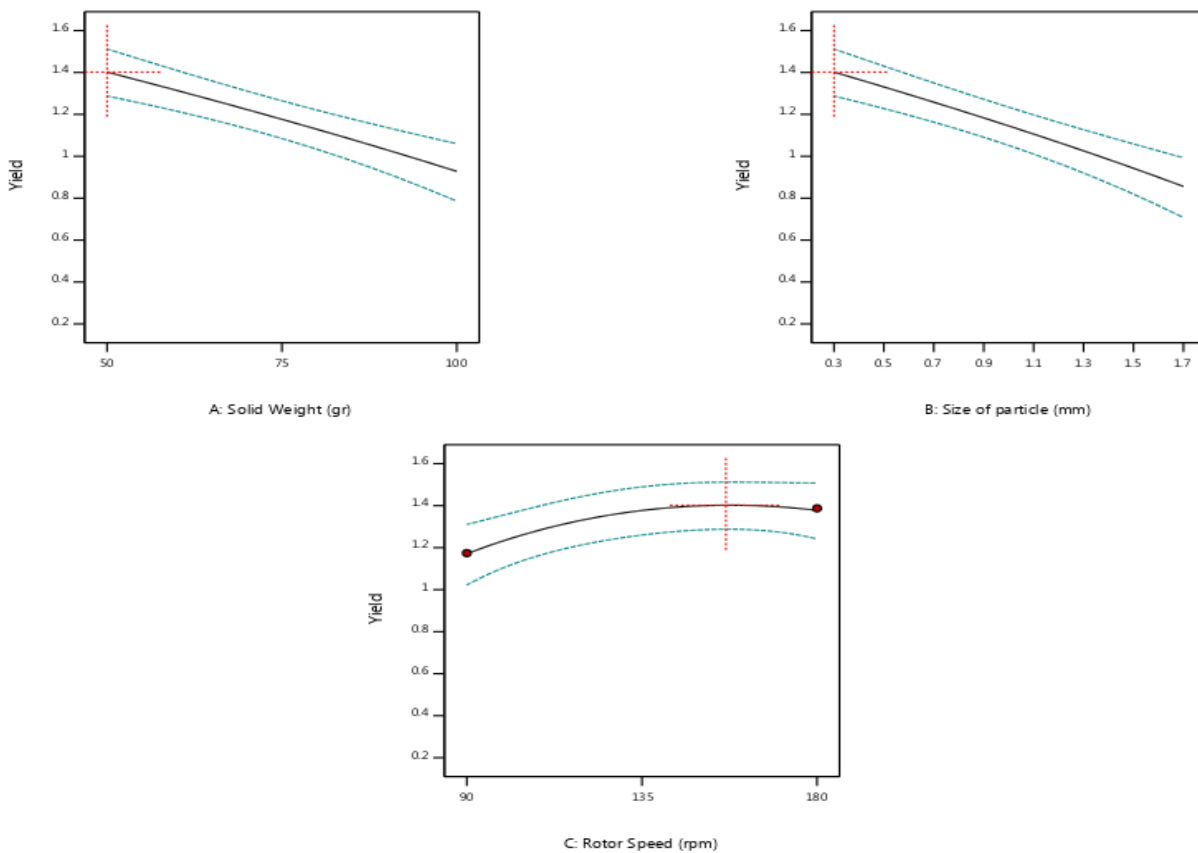 1.6
1.4
1.2
1
0.8
0.6
0.4
0.2
Yield
50 75 100
A: Solid Weight (gr)
1.6
1.4
1.2
1
0.8
0.6
0.4
0.2
Yield
0.3 0.5 0.7 0.9 1.1 1.3 1.5 1.7
B: Size of particle (mm)
1.6
1.4
1.2
1
0.8
0.6
0.4
0.2
Yield
90 135 180
C: Rotor Speed (rpm)